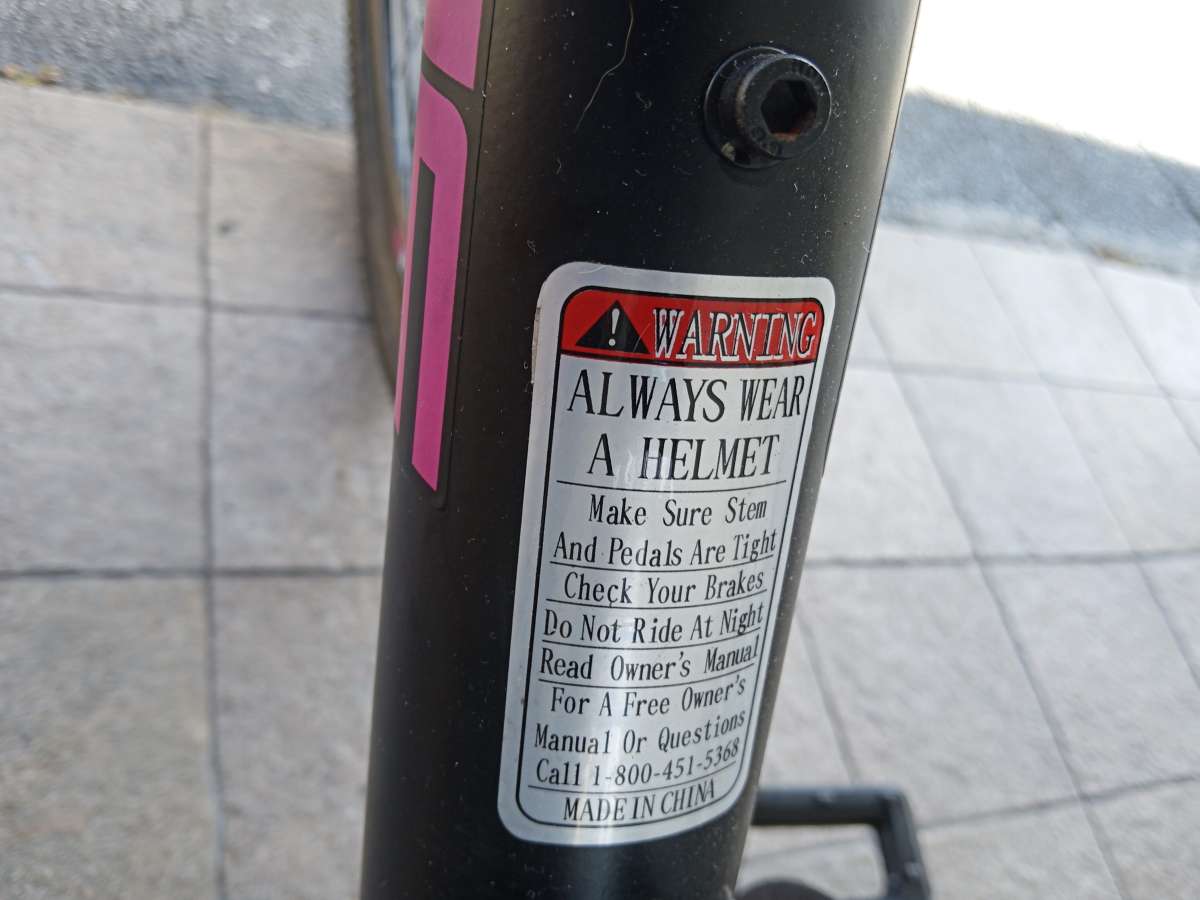 WARNING
ALWAYS WEAR
A HELMET
Make Sure Stem
And Pedals Are Tight
Check Your Brakes
Do Not Ride At Night
Read Owner's Manual
For A Free Owner's
Manual Or Questions
Call 1-800-451-5368
MADE IN CHINA